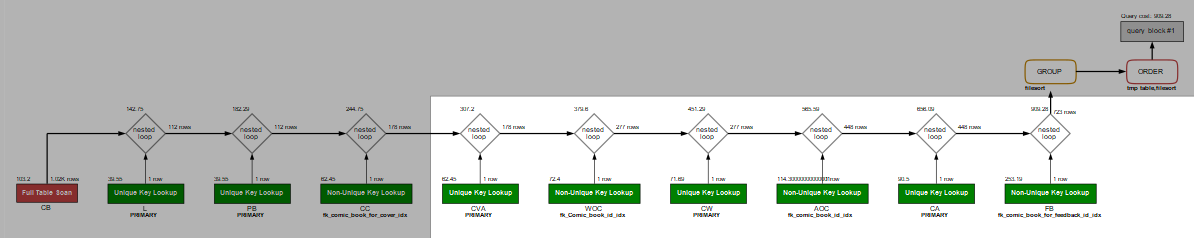 Query cost: 909.28
query block #1
GROUP
ORDER
filesort
tmp table, filesort
142.75
162.29
244.75
307.2
379.6
451.29
565.59
656.09
909.28
723 rows
nested loop
112 rows
nested loop
112 rows
nested loop
178 rows
nested loop
178 rows
nested loop
277 rows
nested loop
277 rows
nested loop
448 rows
nested loop
448 rows
nested loop
103.2
1.02K rows
39.55
1 row
39.55
1 row
62.45
1 row
62.45
1 row
72.4
1 row
71.69
1 row
1 row
90.5
1 row
253.19
1 row
Full Table Scan
Unique Key Lookup
Unique Key Lookup
Non-Unique Key Lookup
Unique Key Lookup
Non-Unique Key Lookup
Unique Key Lookup
Non-Unique Key Lookup
Unique Key Lookup
Non-Unique Key Lookup
CB
L
PB
CC
CVA
WOC
CW
AOC
CA
FB
PRIMARY
PRIMARY
fk_comic_book_for_cover_idx
PRIMARY
fk_Comic_book_id_idx
PRIMARY
fk_comic_book_id_idx
PRIMARY
fk_comic_book_for_feedback_id_idx